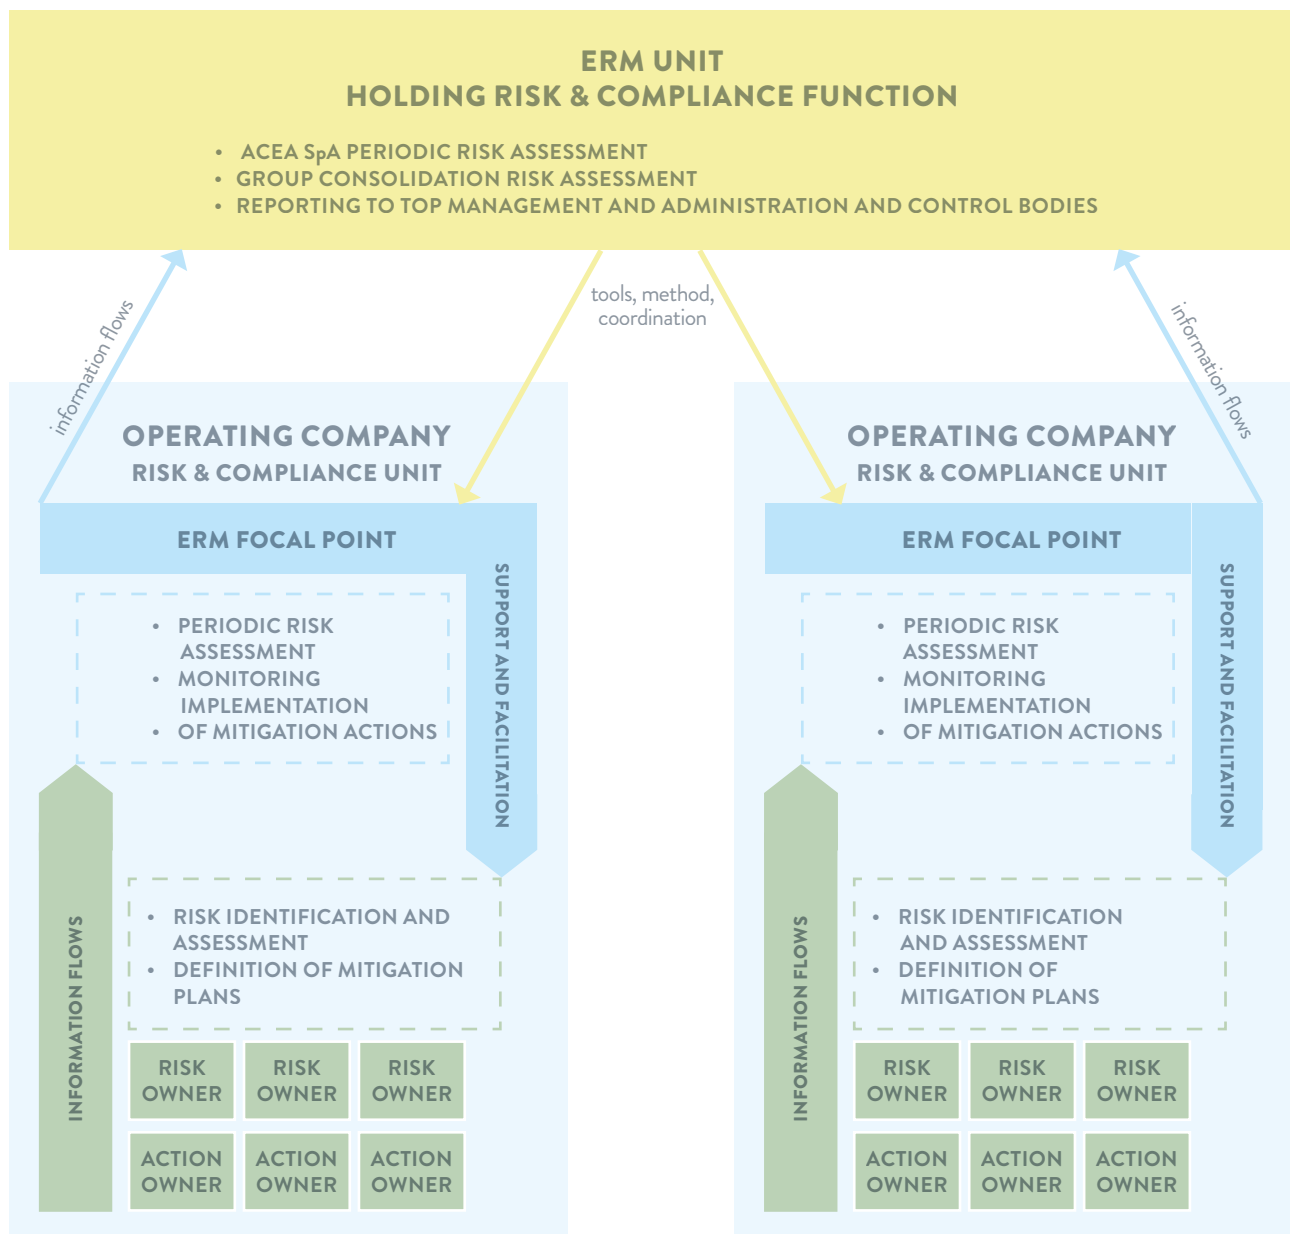 ERM UNIT
HOLDING RISK & COMPLIANCE FUNCTION
• ACEA SpA PERIODIC RISK ASSESSMENT
• GROUP CONSOLIDATION RISK ASSESSMENT
• REPORTING TO TOP MANAGEMENT AND ADMINISTRATION AND CONTROL BODIES
information flows
tools, method,
coordination
information flows
OPERATING COMPANY
RISK & COMPLIANCE UNIT
ERM FOCAL POINT
SUPPORT AND FACILITATION
• PERIODIC RISK
ASSESSMENT
• MONITORING
IMPLEMENTATION
• OF MITIGATION ACTIONS
INFORMATION FLOWS
• RISK IDENTIFICATION AND
ASSESSMENT
• DEFINITION OF MITIGATION
PLANS
RISK
OWNER
RISK
OWNER
RISK
OWNER
ACTION
OWNER
ACTION
OWNER
ACTION
OWNER
OPERATING COMPANY
RISK & COMPLIANCE UNIT
ERM FOCAL POINT
SUPPORT AND FACILITATION
• PERIODIC RISK
ASSESSMENT
• MONITORING
IMPLEMENTATION
• OF MITIGATION ACTIONS
INFORMATION FLOWS
• RISK IDENTIFICATION
AND ASSESSMENT
• DEFINITION OF
MITIGATION PLANS
RISK
OWNER
RISK
OWNER
RISK
OWNER
ACTION
OWNER
ACTION
OWNER
ACTION
OWNER